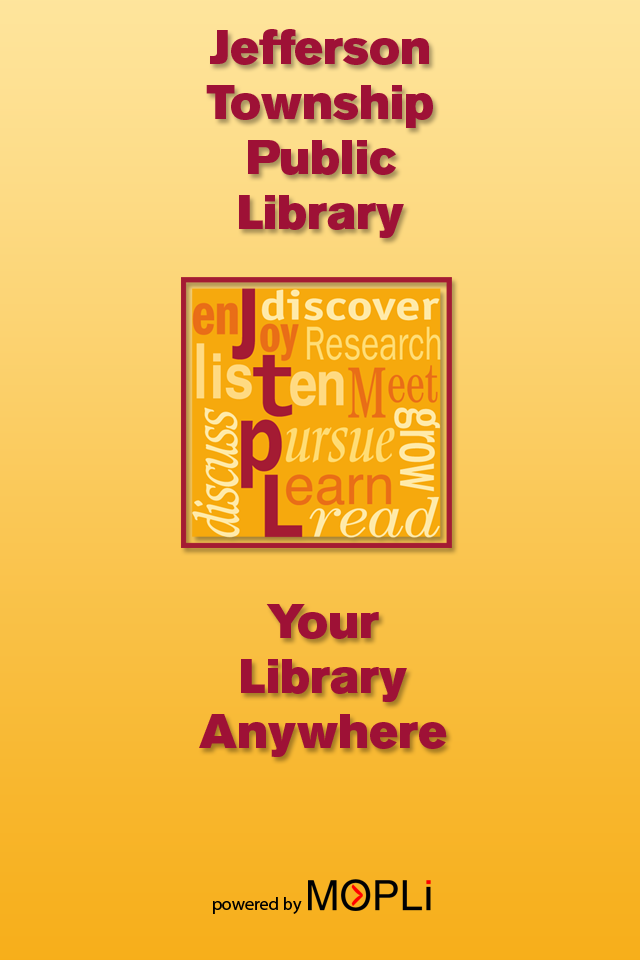 Jefferson
Township
Public
Library
enJoy discover
Research
listen Meet
discuss pursue grow
Learn
read
Your
Library
Anywhere
powered by MOPLi